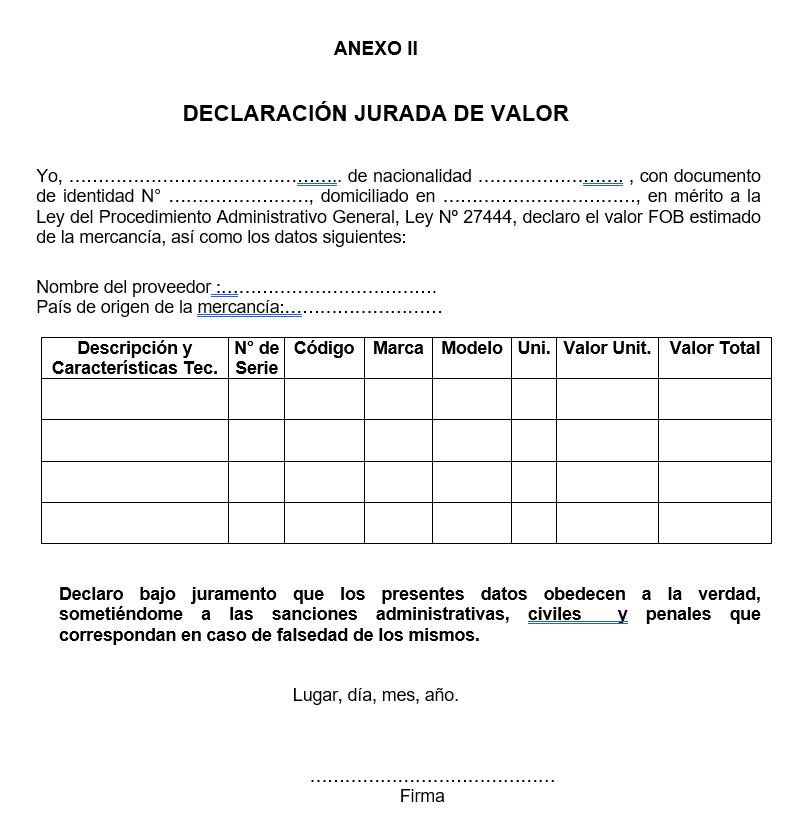 ANEXO II
DECLARACIÓN JURADA DE VALOR
Yo, ………………………………………. de nacionalidad ……………………. , con documento
de identidad N° ……………………, domiciliado en ……………………………, en mérito a la
Ley del Procedimiento Administrativo General, Ley Nº 27444, declaro el valor FOB estimado
de la mercancía, así como los datos siguientes:
Nombre del proveedor :……………………………….
País de origen de la mercancía:………………………
Descripción y Características Tec. N° de Serie Código Marca Modelo Uni. Valor Unit. Valor Total
Declaro bajo juramento que los presentes datos obedecen a la verdad,
sometiéndome a las sanciones administrativas, civiles y penales que
correspondan en caso de falsedad de los mismos.
Lugar, día, mes, año.
……………………………………
Firma